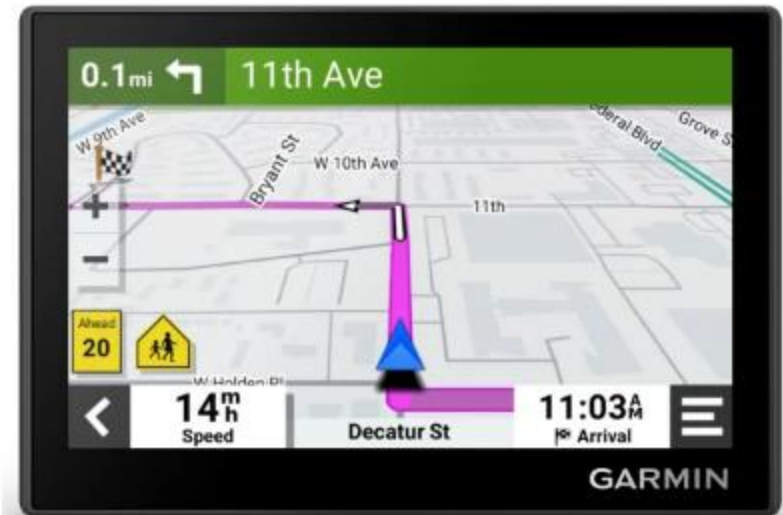 0.1mi 11th Ave
W 9th Ave
Bryant St
W 10th Ave
deral Blvd
Grove S
11th
+
-
Ahead
20
W Holden Pl
14mh
Speed
Decatur St
11:03AM
Arrival
GARMIN